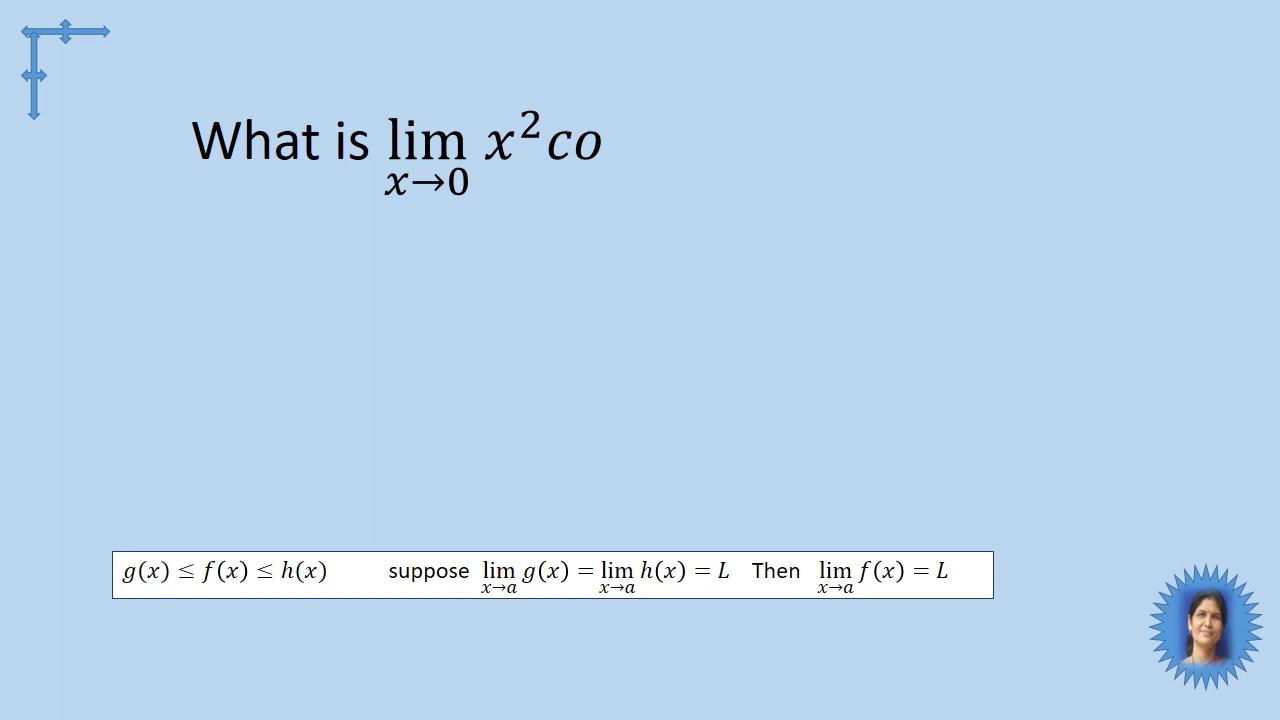 What is lim x→0 x²co
g(x) ≤ f(x) ≤ h(x) suppose lim x→a g(x) = lim x→a h(x) = L Then lim x→a f(x) = L